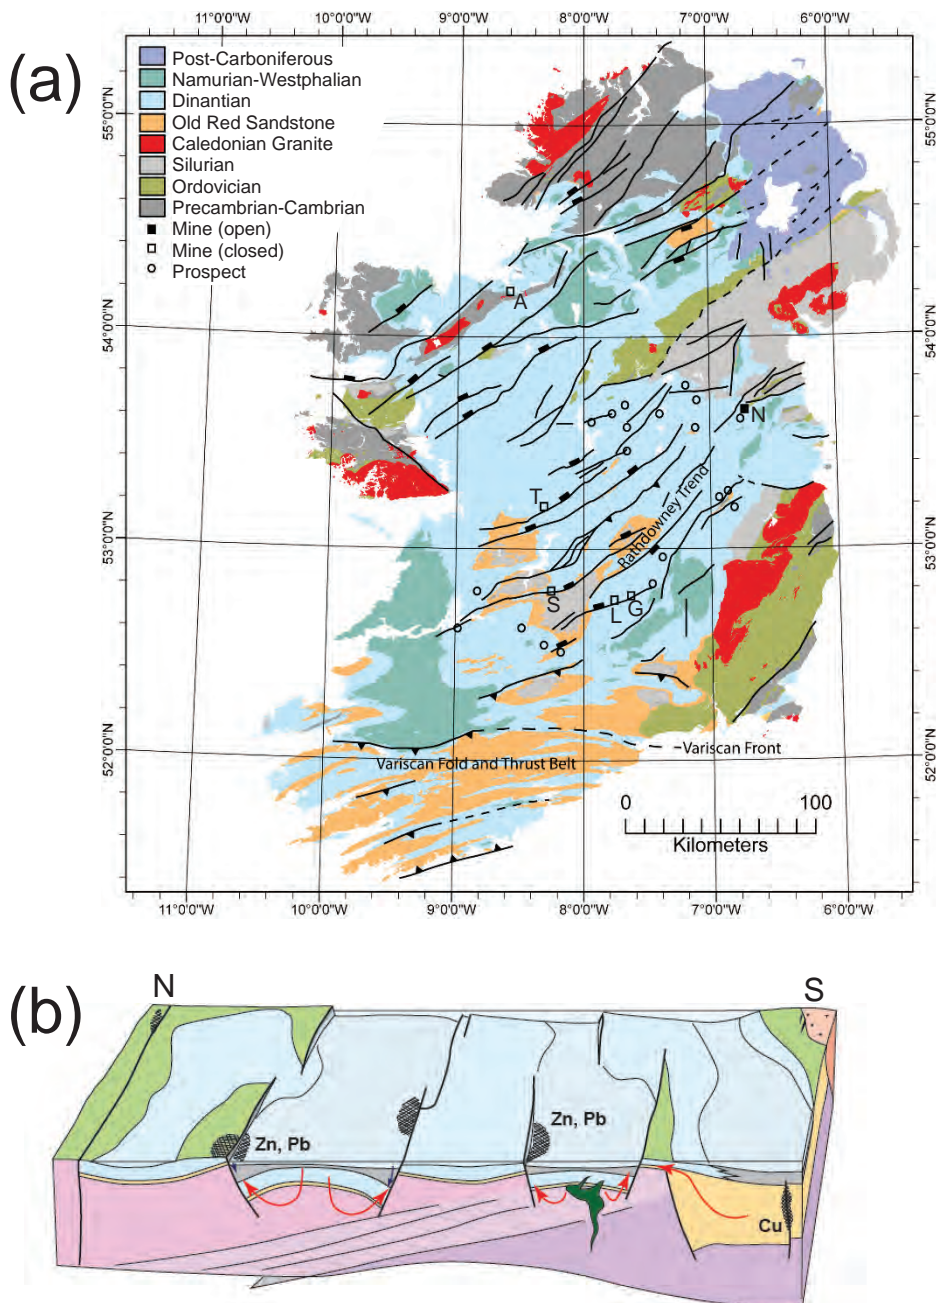 (a)
11°0'0"W 10°0'0"W 9°0'0"W 8°0'0"W 7°0'0"W 6°0'0"W
Post-Carboniferous
Namurian-Westphalian
Dinantian
Old Red Sandstone
Caledonian Granite
Silurian
Ordovician
Precambrian-Cambrian
Mine (open)
Mine (closed)
Prospect
55°0'0"N 55°0'0"N
A
54°0'0"N 54°0'0"N
N
T
Rathdowney Trend
53°0'0"N 53°0'0"N
S
L G
52°0'0"N 52°0'0"N
Variscan Front
Variscan Fold and Thrust Belt
0 100
Kilometers
11°0'0"W 10°0'0"W 9°0'0"W 8°0'0"W 7°0'0"W 6°0'0"W
(b)
N S
Zn, Pb Zn, Pb
Cu